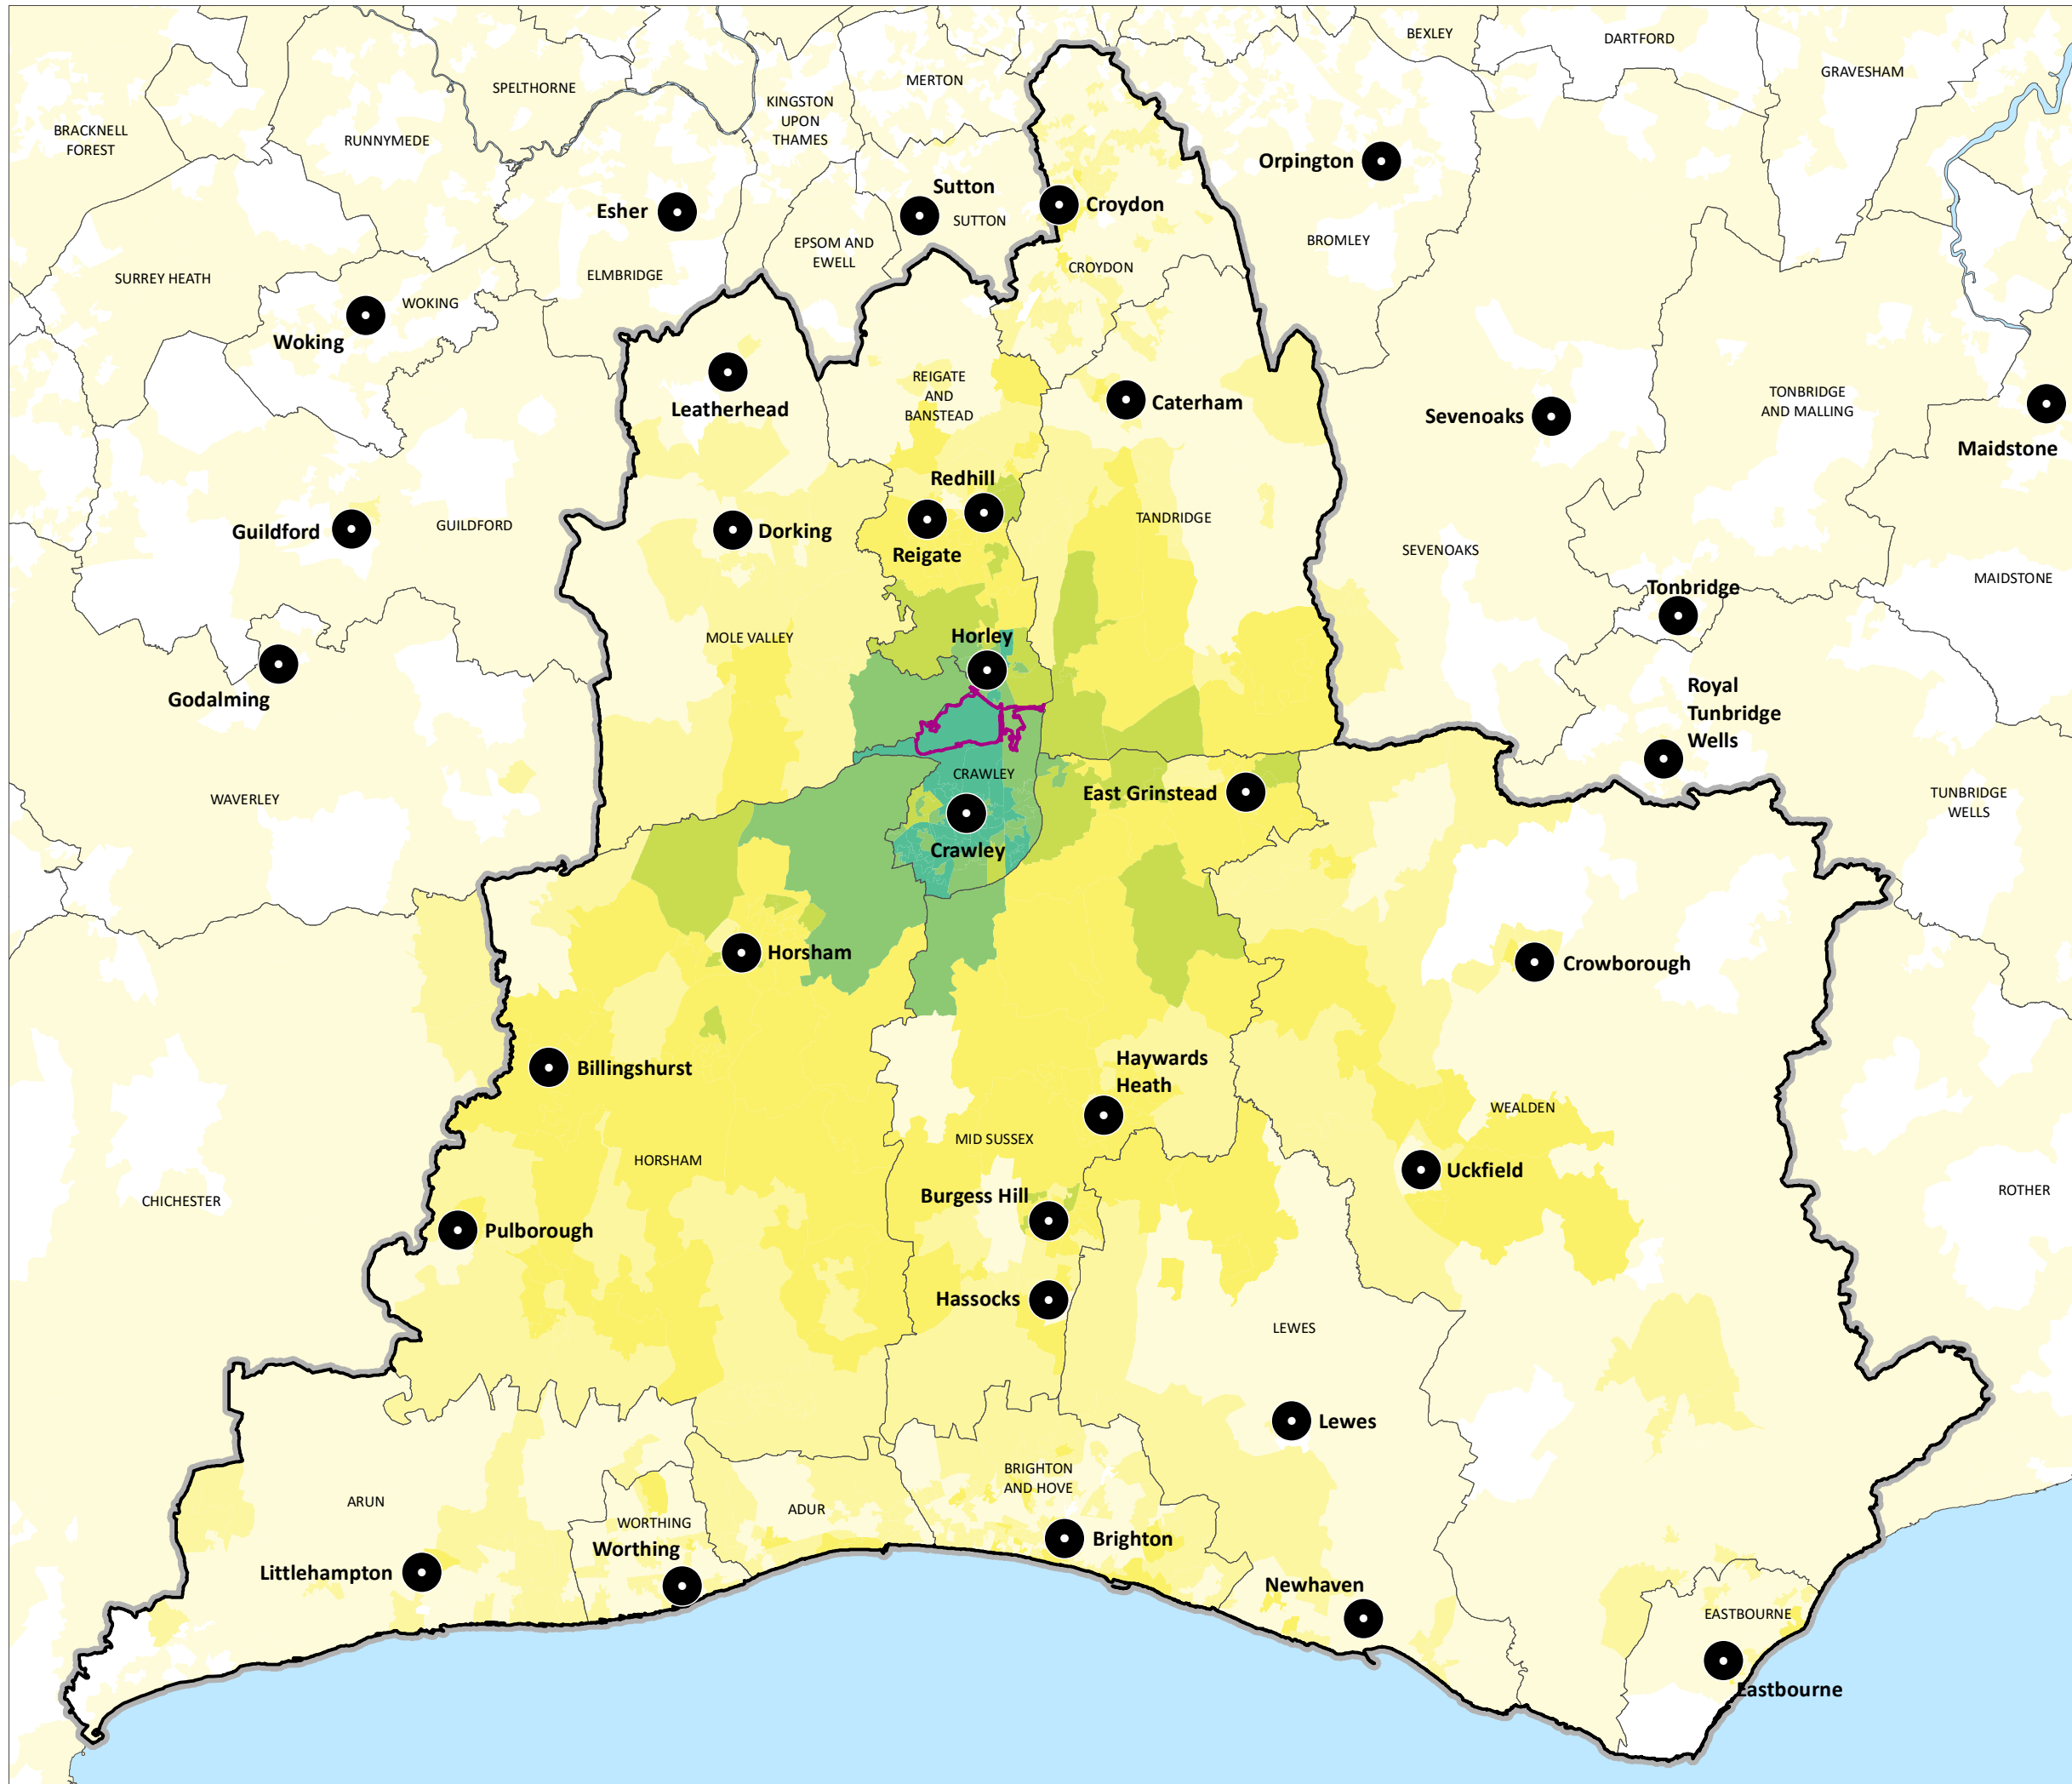 BEXLEY
DARTFORD
GRAVESHAM
MERTON
SPELTHORNE
KINGSTON
UPON
THAMES
BRACKNELL
FOREST
RUNNYMEDE
Orpington
Sutton
SUTTON
Croydon
Esher
EPSOM AND
EWELL
BROMLEY
CROYDON
ELMBRIDGE
SURREY HEATH
WOKING
Woking
REIGATE
AND
BANSTEAD
Leatherhead
Caterham
Sevenoaks
TONBRIDGE
AND MALLING
Maidstone
Redhill
Guildford
GUILDFORD
Dorking
Reigate
TANDRIDGE
SEVENOAKS
MAIDSTONE
Tonbridge
MOLE VALLEY
Horley
Godalming
Royal
Tunbridge
Wells
WAVERLEY
CRAWLEY
East Grinstead
TUNBRIDGE
WELLS
Crawley
Horsham
Crowborough
Billingshurst
Haywards
Heath
WEALDEN
MID SUSSEX
HORSHAM
Uckfield
CHICHESTER
Burgess Hill
ROTHER
Pulborough
Hassocks
LEWES
Lewes
BRIGHTON
AND HOVE
ARUN
ADUR
WORTHING
Worthing
Brighton
Littlehampton
Newhaven
EASTBOURNE
Eastbourne